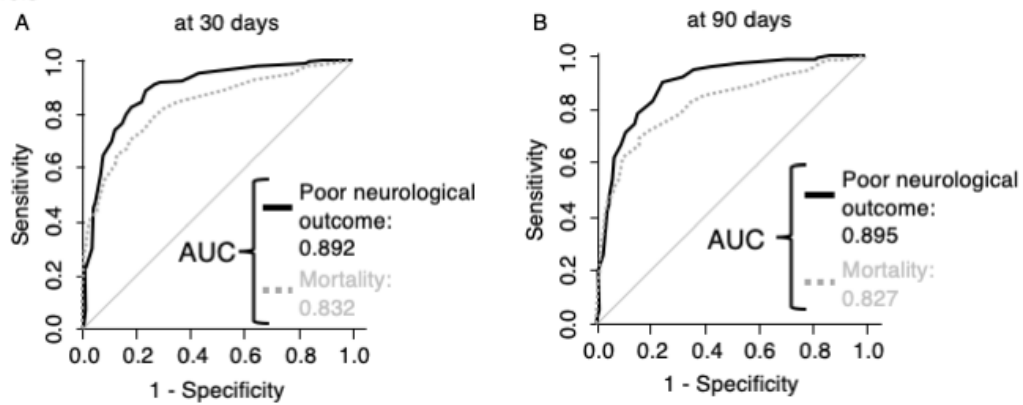 A
at 30 days
Sensitivity
1.0
0.8
0.6
0.4
0.2
0.0
0.0 0.2 0.4 0.6 0.8 1.0
1 - Specificity
AUC
Poor neurological
outcome:
0.892
Mortality:
0.832
B
at 90 days
Sensitivity
1.0
0.8
0.6
0.4
0.2
0.0
0.0 0.2 0.4 0.6 0.8 1.0
1 - Specificity
AUC
Poor neurological
outcome:
0.895
Mortality:
0.827